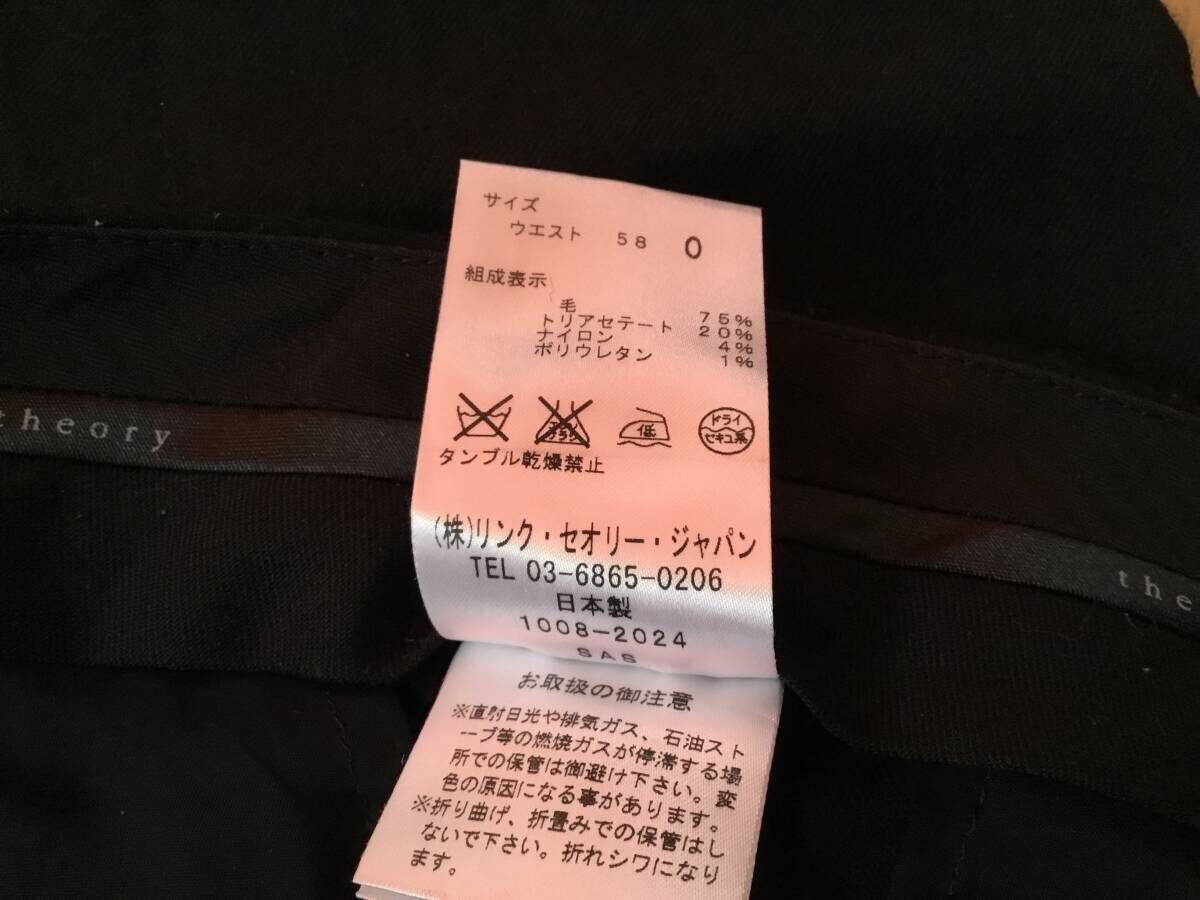 サイズ
ウエスト 58 0
組成表示
毛 75%
トリアセテート 20%
ナイロン 4%
ポリウレタン 1%
エンソ サラシ
低
ドライ
セキユ系
タンブル乾燥禁止
(株)リンク・セオリー・ジャパン
TEL 03-6865-0206
日本製
1008-2024
SAS
お取扱の御注意
※直射日光や排気ガス、石油スト
ーブ等の燃焼ガスが停滞する場
所での保管は御避け下さい。変
色の原因になる事があります。
※折り曲げ、折畳みでの保管はし
ないで下さい。折れシワになり
ます。
theory
the